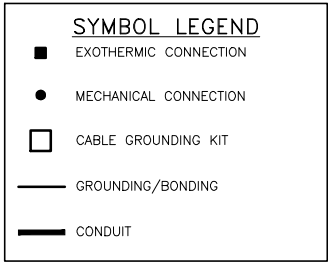 SYMBOL LEGEND
EXOTHERMIC CONNECTION
MECHANICAL CONNECTION
CABLE GROUNDING KIT
GROUNDING/BONDING
CONDUIT